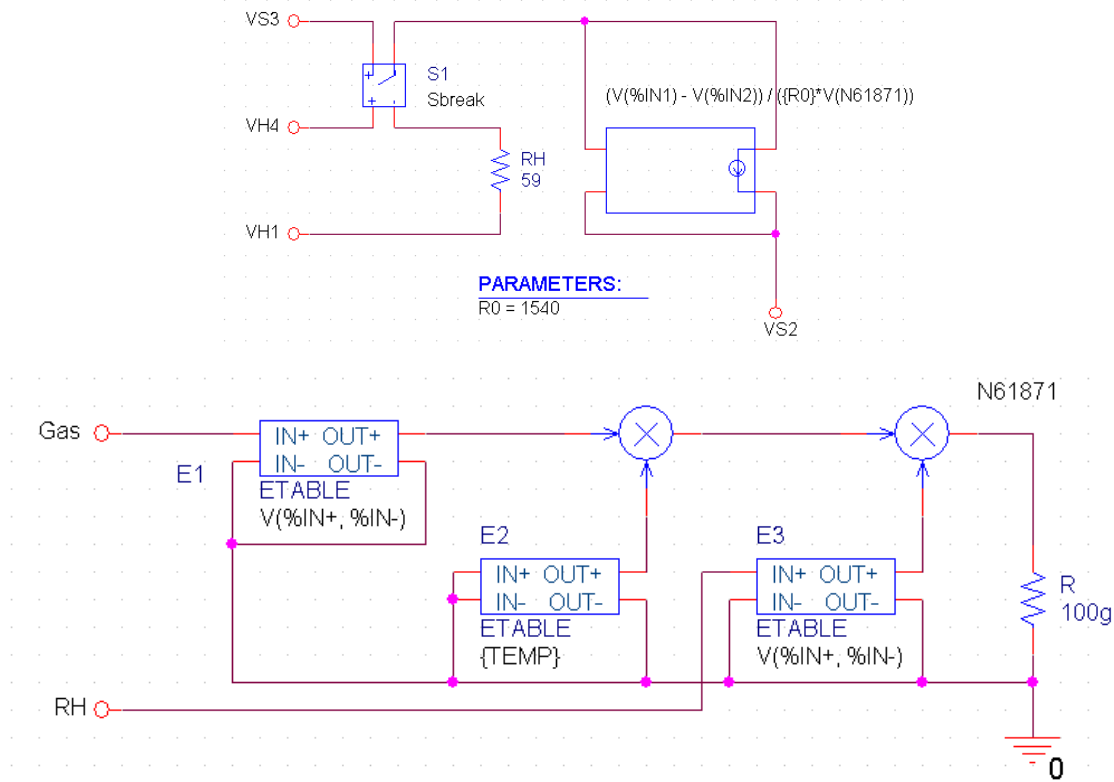 VS3
S1
Sbreak
(V(%IN1) - V(%IN2)) / ({R0}*V(N61871))
VH4
RH
59
VH1
PARAMETERS:
R0 = 1540
VS2
N61871
Gas
IN+ OUT+
IN- OUT-
E1
ETABLE
V(%IN+, %IN-)
E2
E3
IN+ OUT+
IN- OUT-
IN+ OUT+
IN- OUT-
R
100g
ETABLE
{TEMP}
ETABLE
V(%IN+, %IN-)
RH
0